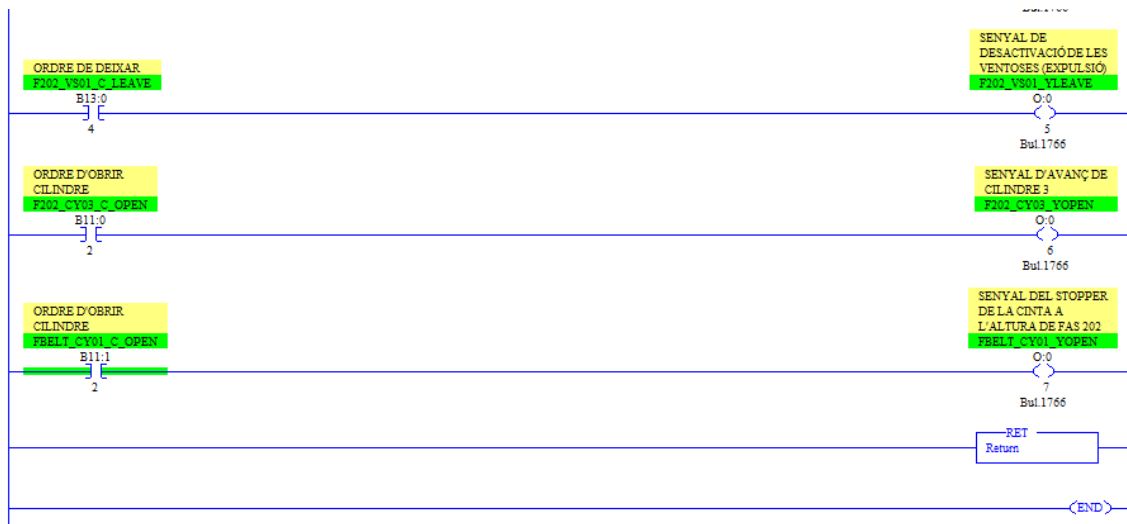 Bul.1766
ORDRE DE DEIXAR
F202_VS01_C_LEAVE
B13:0
4
SENYAL DE
DESACTIVACIÓ DE LES
VENTOSES (EXPULSIÓ)
F202_VS01_YLEAVE
O:0
5
Bul.1766
ORDRE D'OBRIR
CILINDRE
F202_CY03_C_OPEN
B11:0
2
SENYAL D'AVANÇ DE
CILINDRE 3
F202_CY03_YOPEN
O:0
6
Bul.1766
ORDRE D'OBRIR
CILINDRE
FBELT_CY01_C_OPEN
B11:1
2
SENYAL DEL STOPPER
DE LA CINTA A
L'ALTURA DE FAS 202
FBELT_CY01_YOPEN
O:0
7
Bul.1766
RET
Return
END